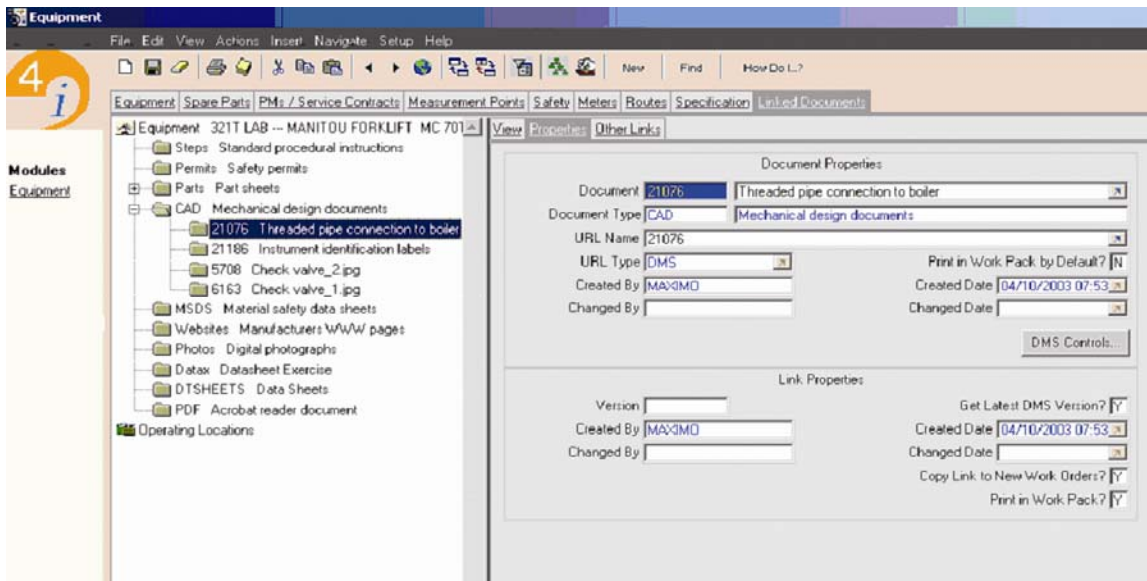 Equipment
File Edit View Actions Insert Navigate Setup Help
New Find How Do I...?
4i
Equipment Spare Parts PMs / Service Contracts Measurement Points Safety Meters Routes Specification Linked Documents
Modules
Equipment
Equipment 321T LAB -- MANITOU FORKLIFT MC 701
Steps Standard procedural instructions
Permits Safety permits
Parts Part sheets
CAD Mechanical design documents
21076 Threaded pipe connection to boiler
21186 Instrument identification labels
5708 Check valve_2.jpg
6163 Check valve_1.jpg
MSDS Material safety data sheets
Websites Manufacturers WWW pages
Photos Digital photographs
Datax Datasheet Exercise
DTSHEETS Data Sheets
PDF Acrobat reader document
Operating Locations
View Properties Other Links
Document Properties
Document 21076 Threaded pipe connection to boiler
Document Type CAD Mechanical design documents
URL Name 21076
URL Type DMS Print in Work Pack by Default? N
Created By MAXIMO Created Date 04/10/2003 07:53
Changed By Changed Date
DMS Controls...
Link Properties
Version Get Latest DMS Version? Y
Created By MAXIMO Created Date 04/10/2003 07:53
Changed By Changed Date
Copy Link to New Work Orders? Y
Print in Work Pack? Y